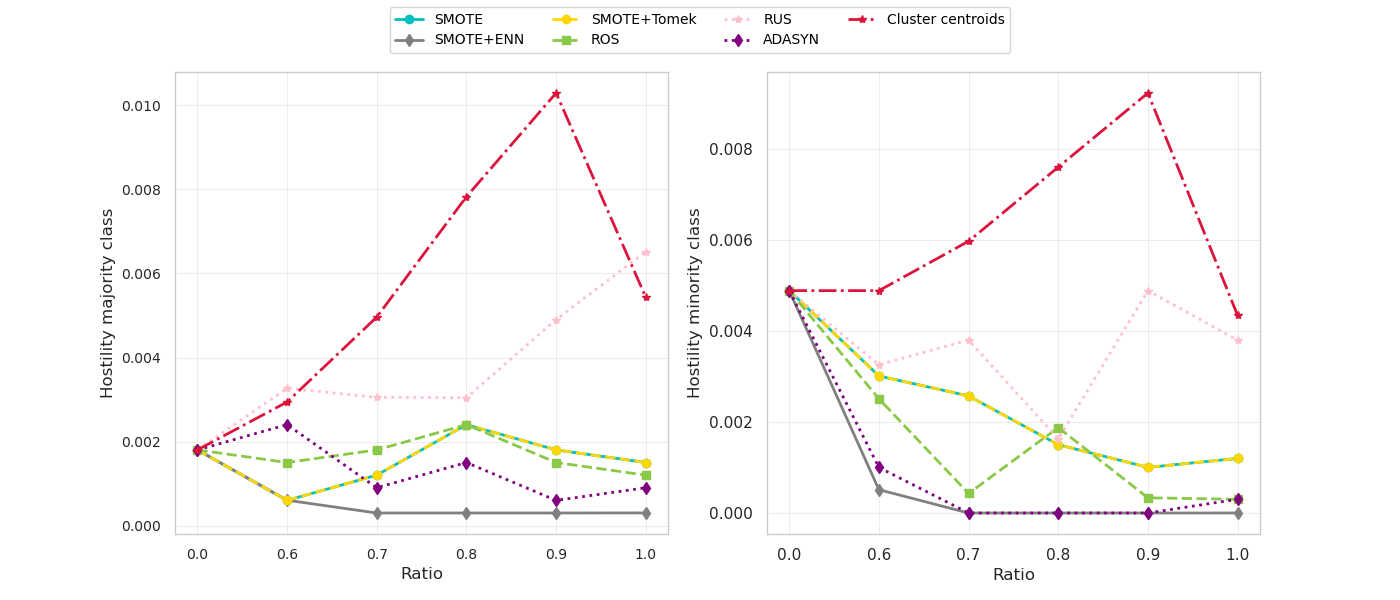 SMOTE SMOTE+Tomek RUS Cluster centroids
SMOTE+ENN ROS ADASYN
Hostility majority class
0.010
0.008
0.006
0.004
0.002
0.000
0.0 0.6 0.7 0.8 0.9 1.0
Ratio
Hostility minority class
0.008
0.006
0.004
0.002
0.000
0.0 0.6 0.7 0.8 0.9 1.0
Ratio